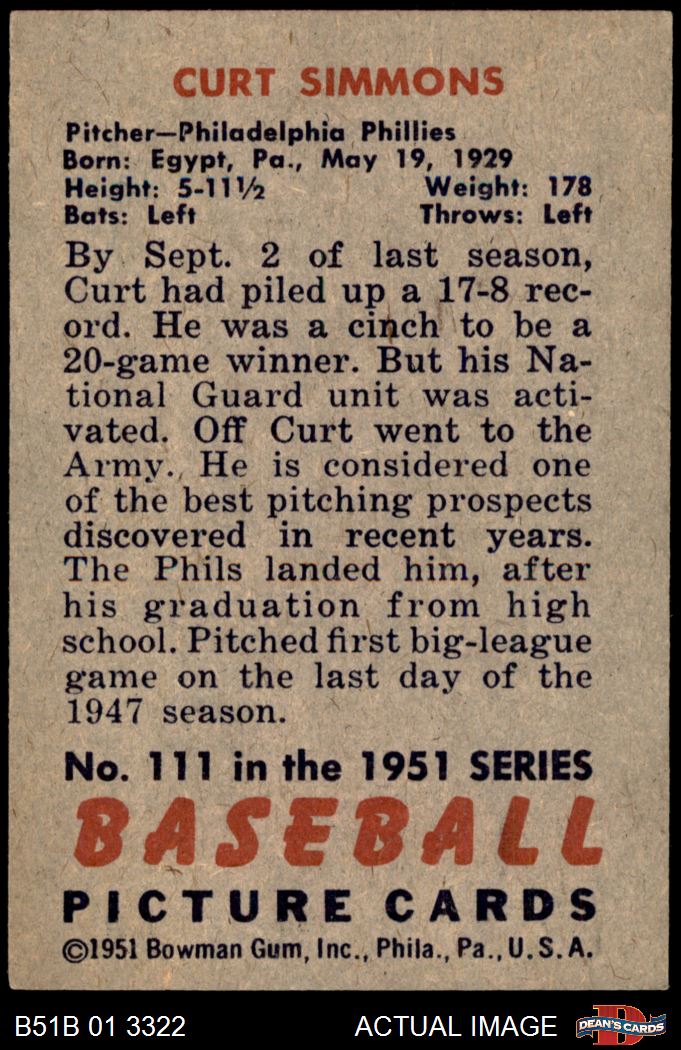 CURT SIMMONS
Pitcher—Philadelphia Phillies
Born: Egypt, Pa., May 19, 1929
Height: 5-11½ Weight: 178
Bats: Left Throws: Left
By Sept. 2 of last season,
Curt had piled up a 17-8 rec-
ord. He was a cinch to be a
20-game winner. But his Na-
tional Guard unit was acti-
vated. Off Curt went to the
Army. He is considered one
of the best pitching prospects
discovered in recent years.
The Phils landed him, after
his graduation from high
school. Pitched first big-league
game on the last day of the
1947 season.
No. 111 in the 1951 SERIES
BASEBALL
PICTURE CARDS
©1951 Bowman Gum, Inc., Phila., Pa., U.S.A.
B51B 01 3322 ACTUAL IMAGE D DEAN'S CARDS